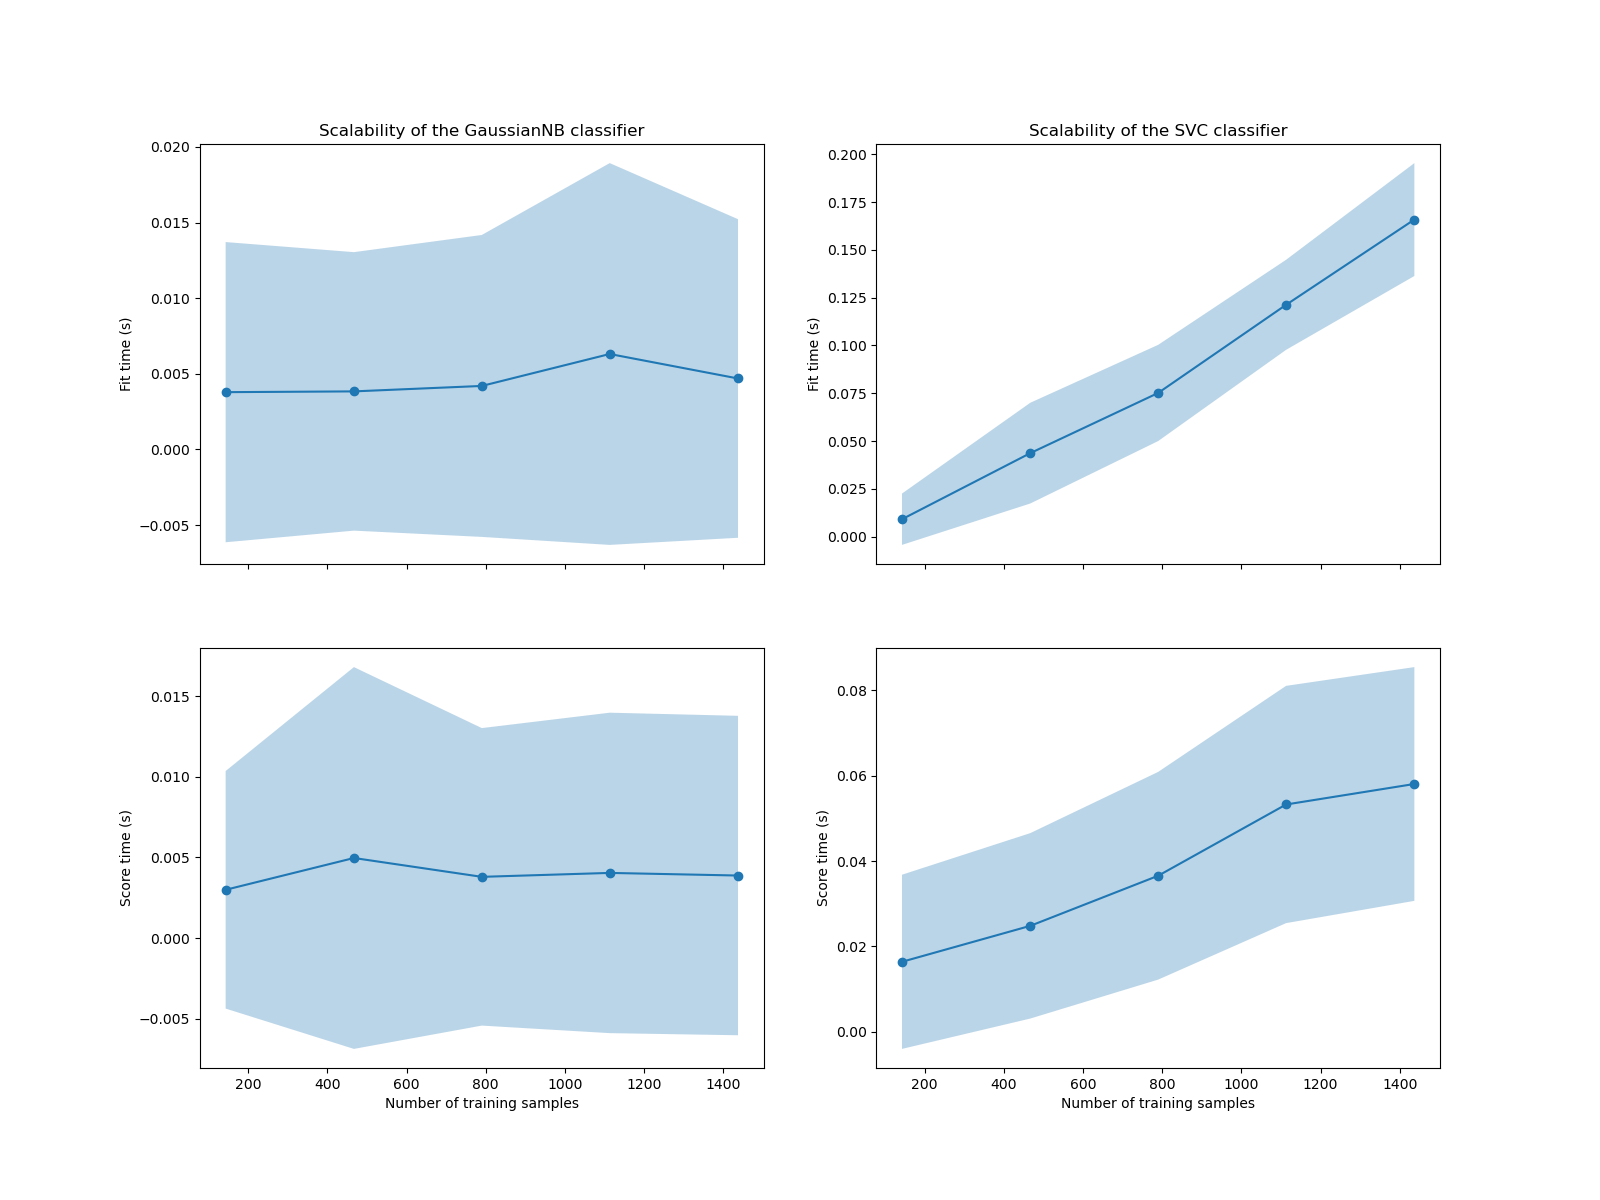 Scalability of the GaussianNB classifier
0.020
0.015
0.010
0.005
0.000
−0.005
Fit time (s)
Scalability of the SVC classifier
0.200
0.175
0.150
0.125
0.100
0.075
0.050
0.025
0.000
Fit time (s)
0.015
0.010
0.005
0.000
−0.005
Score time (s)
200 400 600 800 1000 1200 1400
Number of training samples
0.08
0.06
0.04
0.02
0.00
Score time (s)
200 400 600 800 1000 1200 1400
Number of training samples